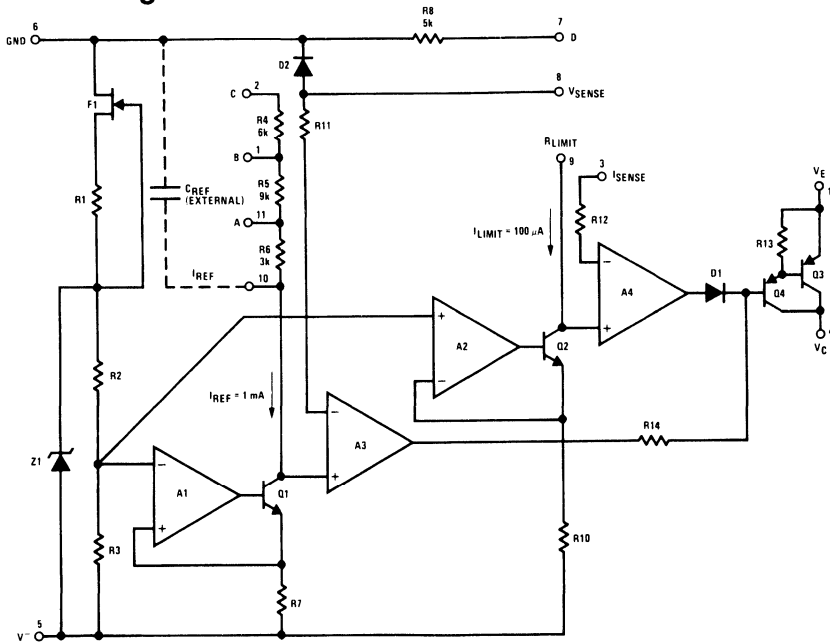 R8
5k
6
GND
7
D
D2
2
C
8
VSENSE
F1
R4
6k
R11
RLIMIT
9
1
B
3
ISENSE
CREF
(EXTERNAL)
R5
9k
VE
R1
11
A
ILIMIT = 100 μA
R12
R13
R6
3k
IREF
10
D1
Q3
A4
Q4
A2
Q2
VC
R2
IREF = 1 mA
R14
A3
Z1
A1
Q1
R3
R10
R7
5
V−
− + − + − + − +